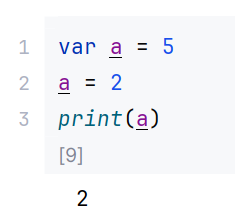 1 var a = 5
2 a = 2
3 print(a)
[9]
2